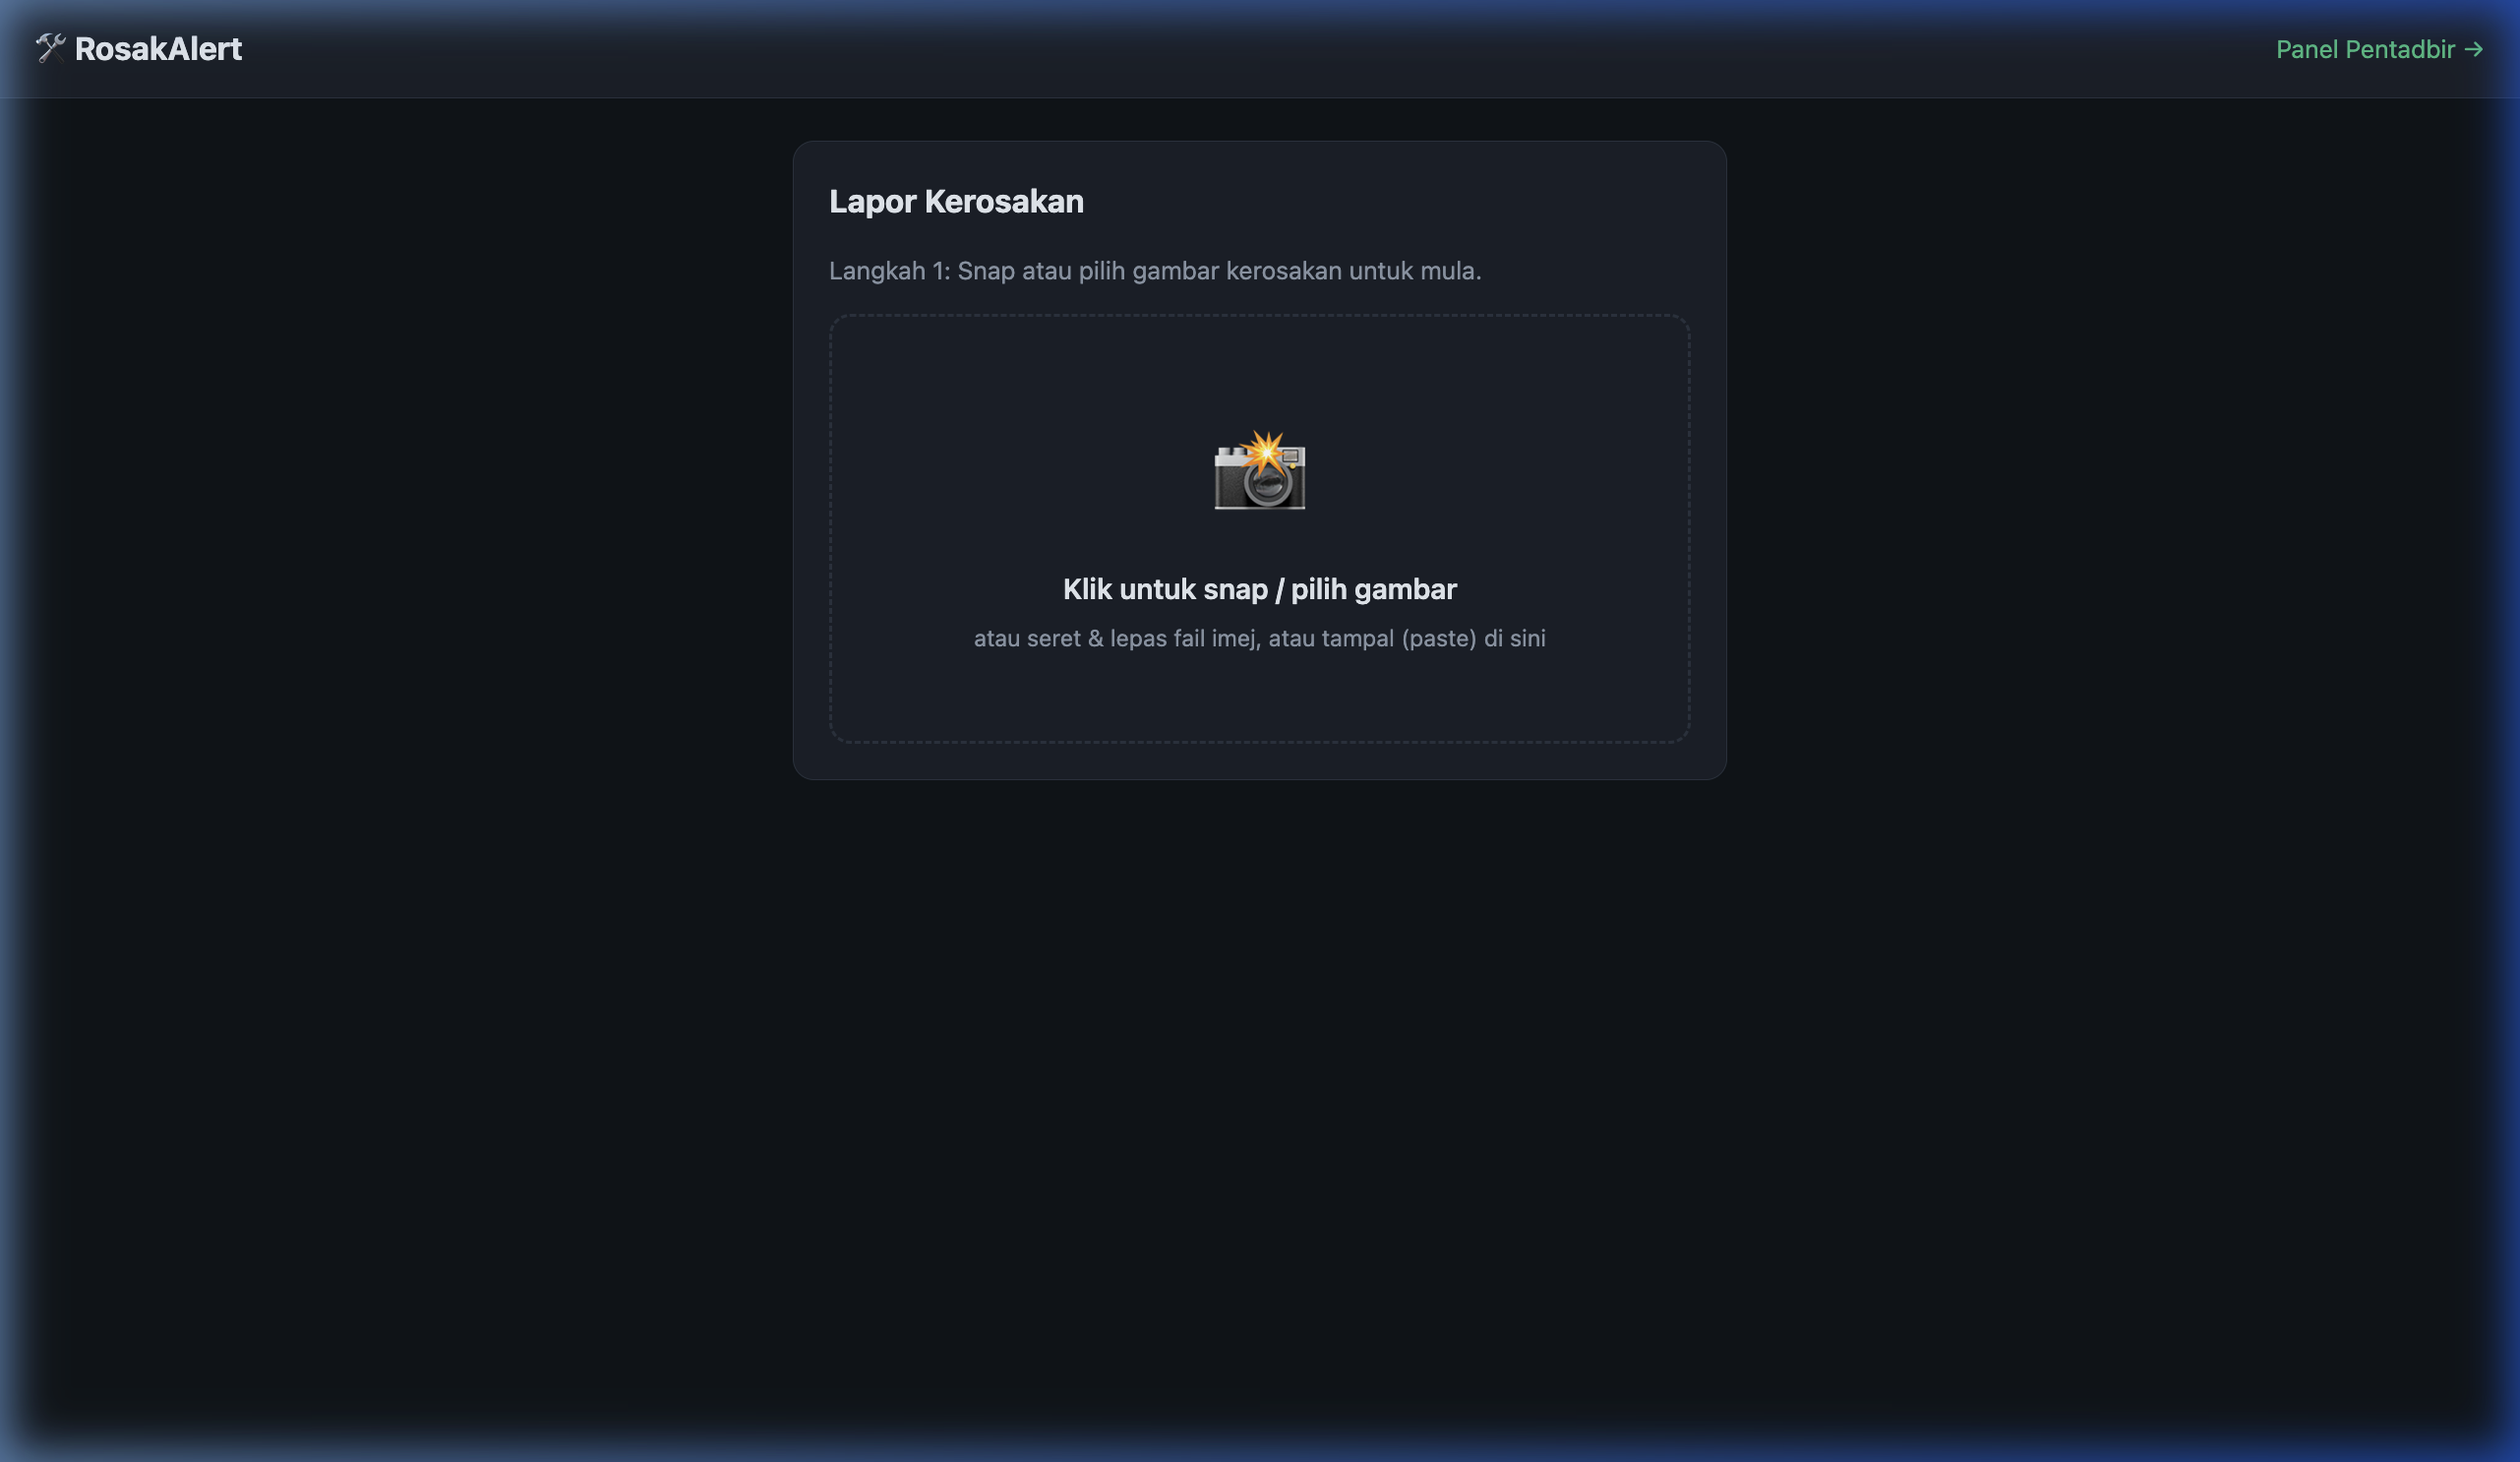 RosakAlert
Panel Pentadbir →
Lapor Kerosakan
Langkah 1: Snap atau pilih gambar kerosakan untuk mula.
Klik untuk snap / pilih gambar
atau seret & lepas fail imej, atau tampal (paste) di sini